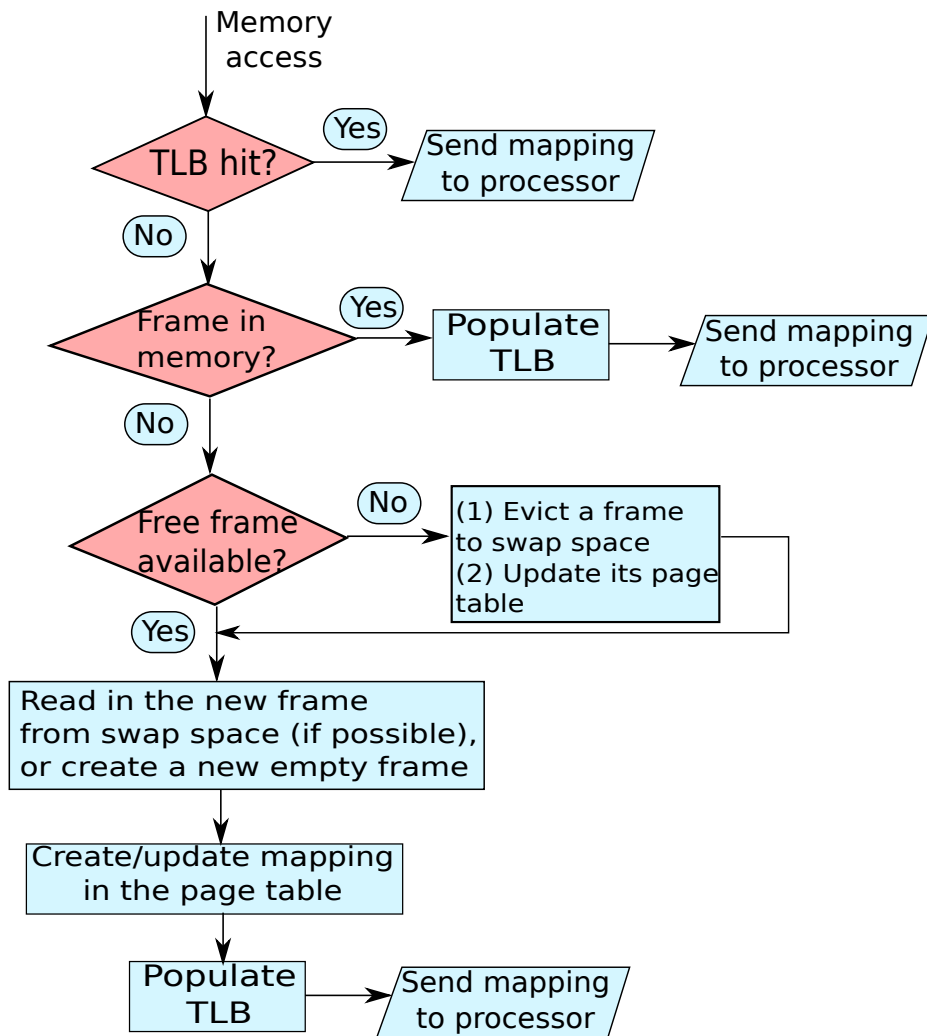 Memory
access
Yes
TLB hit?
Send mapping
to processor
No
Yes
Frame in
memory?
Populate
TLB
Send mapping
to processor
No
No
Free frame
available?
(1) Evict a frame
to swap space
(2) Update its page
table
Yes
Read in the new frame
from swap space (if possible),
or create a new empty frame
Create/update mapping
in the page table
Populate
TLB
Send mapping
to processor